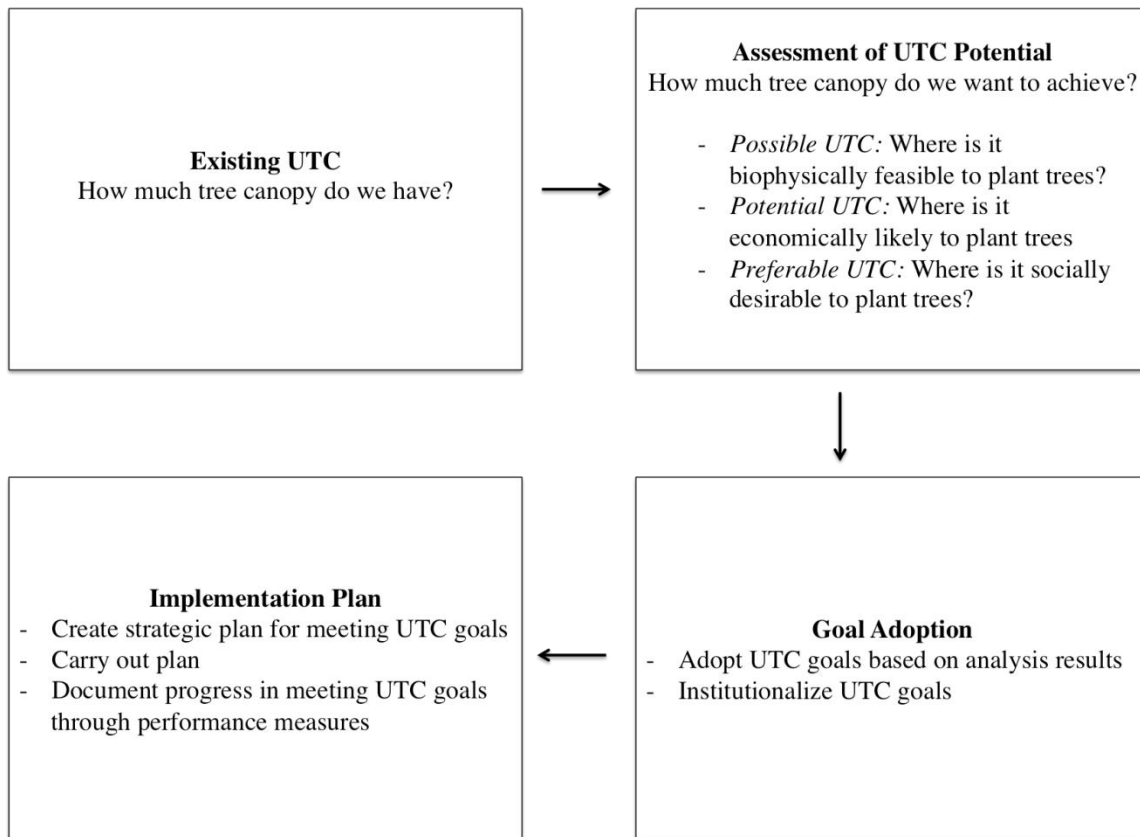 Existing UTC
How much tree canopy do we have?
Assessment of UTC Potential
How much tree canopy do we want to achieve?
- Possible UTC: Where is it
biophysically feasible to plant trees?
- Potential UTC: Where is it
economically likely to plant trees
- Preferable UTC: Where is it socially
desirable to plant trees?
Goal Adoption
- Adopt UTC goals based on analysis results
- Institutionalize UTC goals
Implementation Plan
- Create strategic plan for meeting UTC goals
- Carry out plan
- Document progress in meeting UTC goals
through performance measures